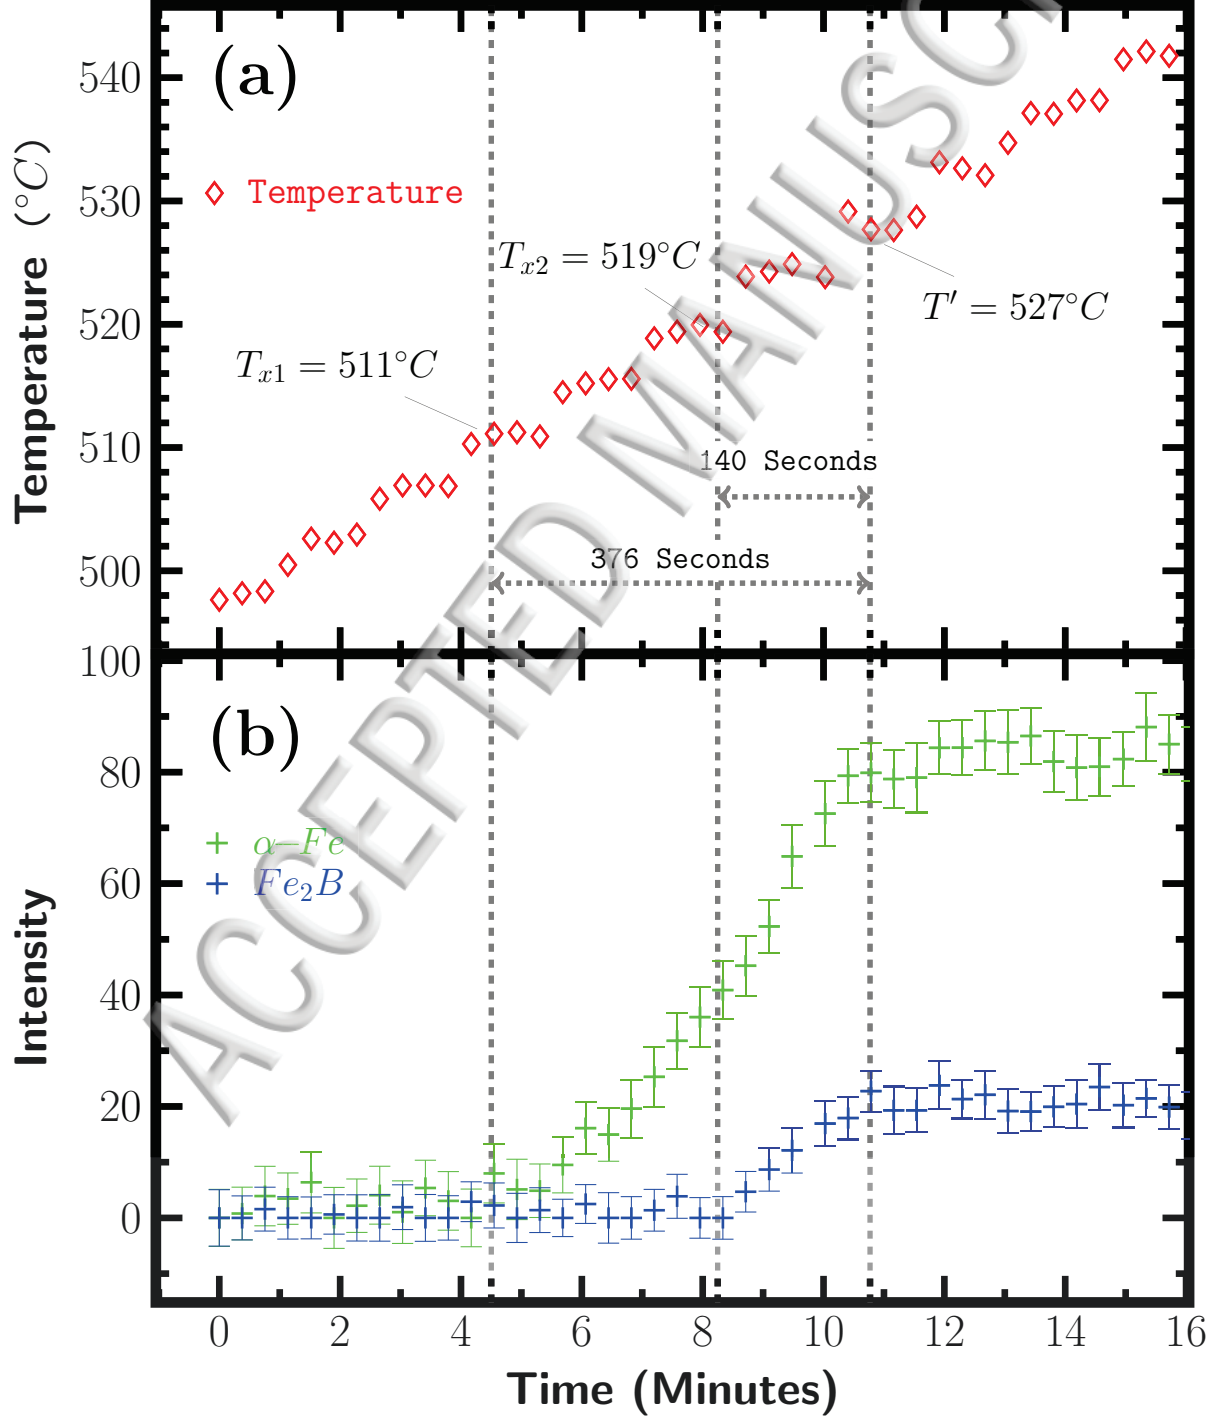 (a)
540
530
520
510
500
Temperature (°C)
Temperature
T_{x1} = 511°C
T_{x2} = 519°C
T′ = 527°C
140 Seconds
376 Seconds
100
80
60
40
20
0
Intensity
(b)
α−Fe
Fe₂B
0 2 4 6 8 10 12 14 16
Time (Minutes)
ACCEPTED MANUSC